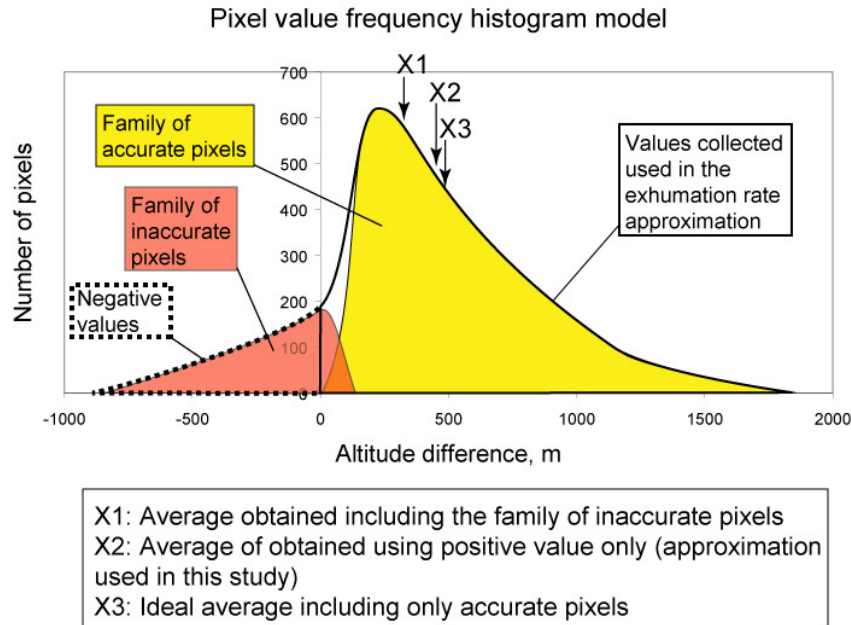 Pixel value frequency histogram model
Number of pixels
700
600
500
400
300
200
100
0
-1000
-500
0
500
1000
1500
2000
Altitude difference, m
X1
X2
X3
Family of
accurate pixels
Family of
inaccurate
pixels
Negative
values
Values collected
used in the
exhumation rate
approximation
X1: Average obtained including the family of inaccurate pixels
X2: Average of obtained using positive value only (approximation
used in this study)
X3: Ideal average including only accurate pixels